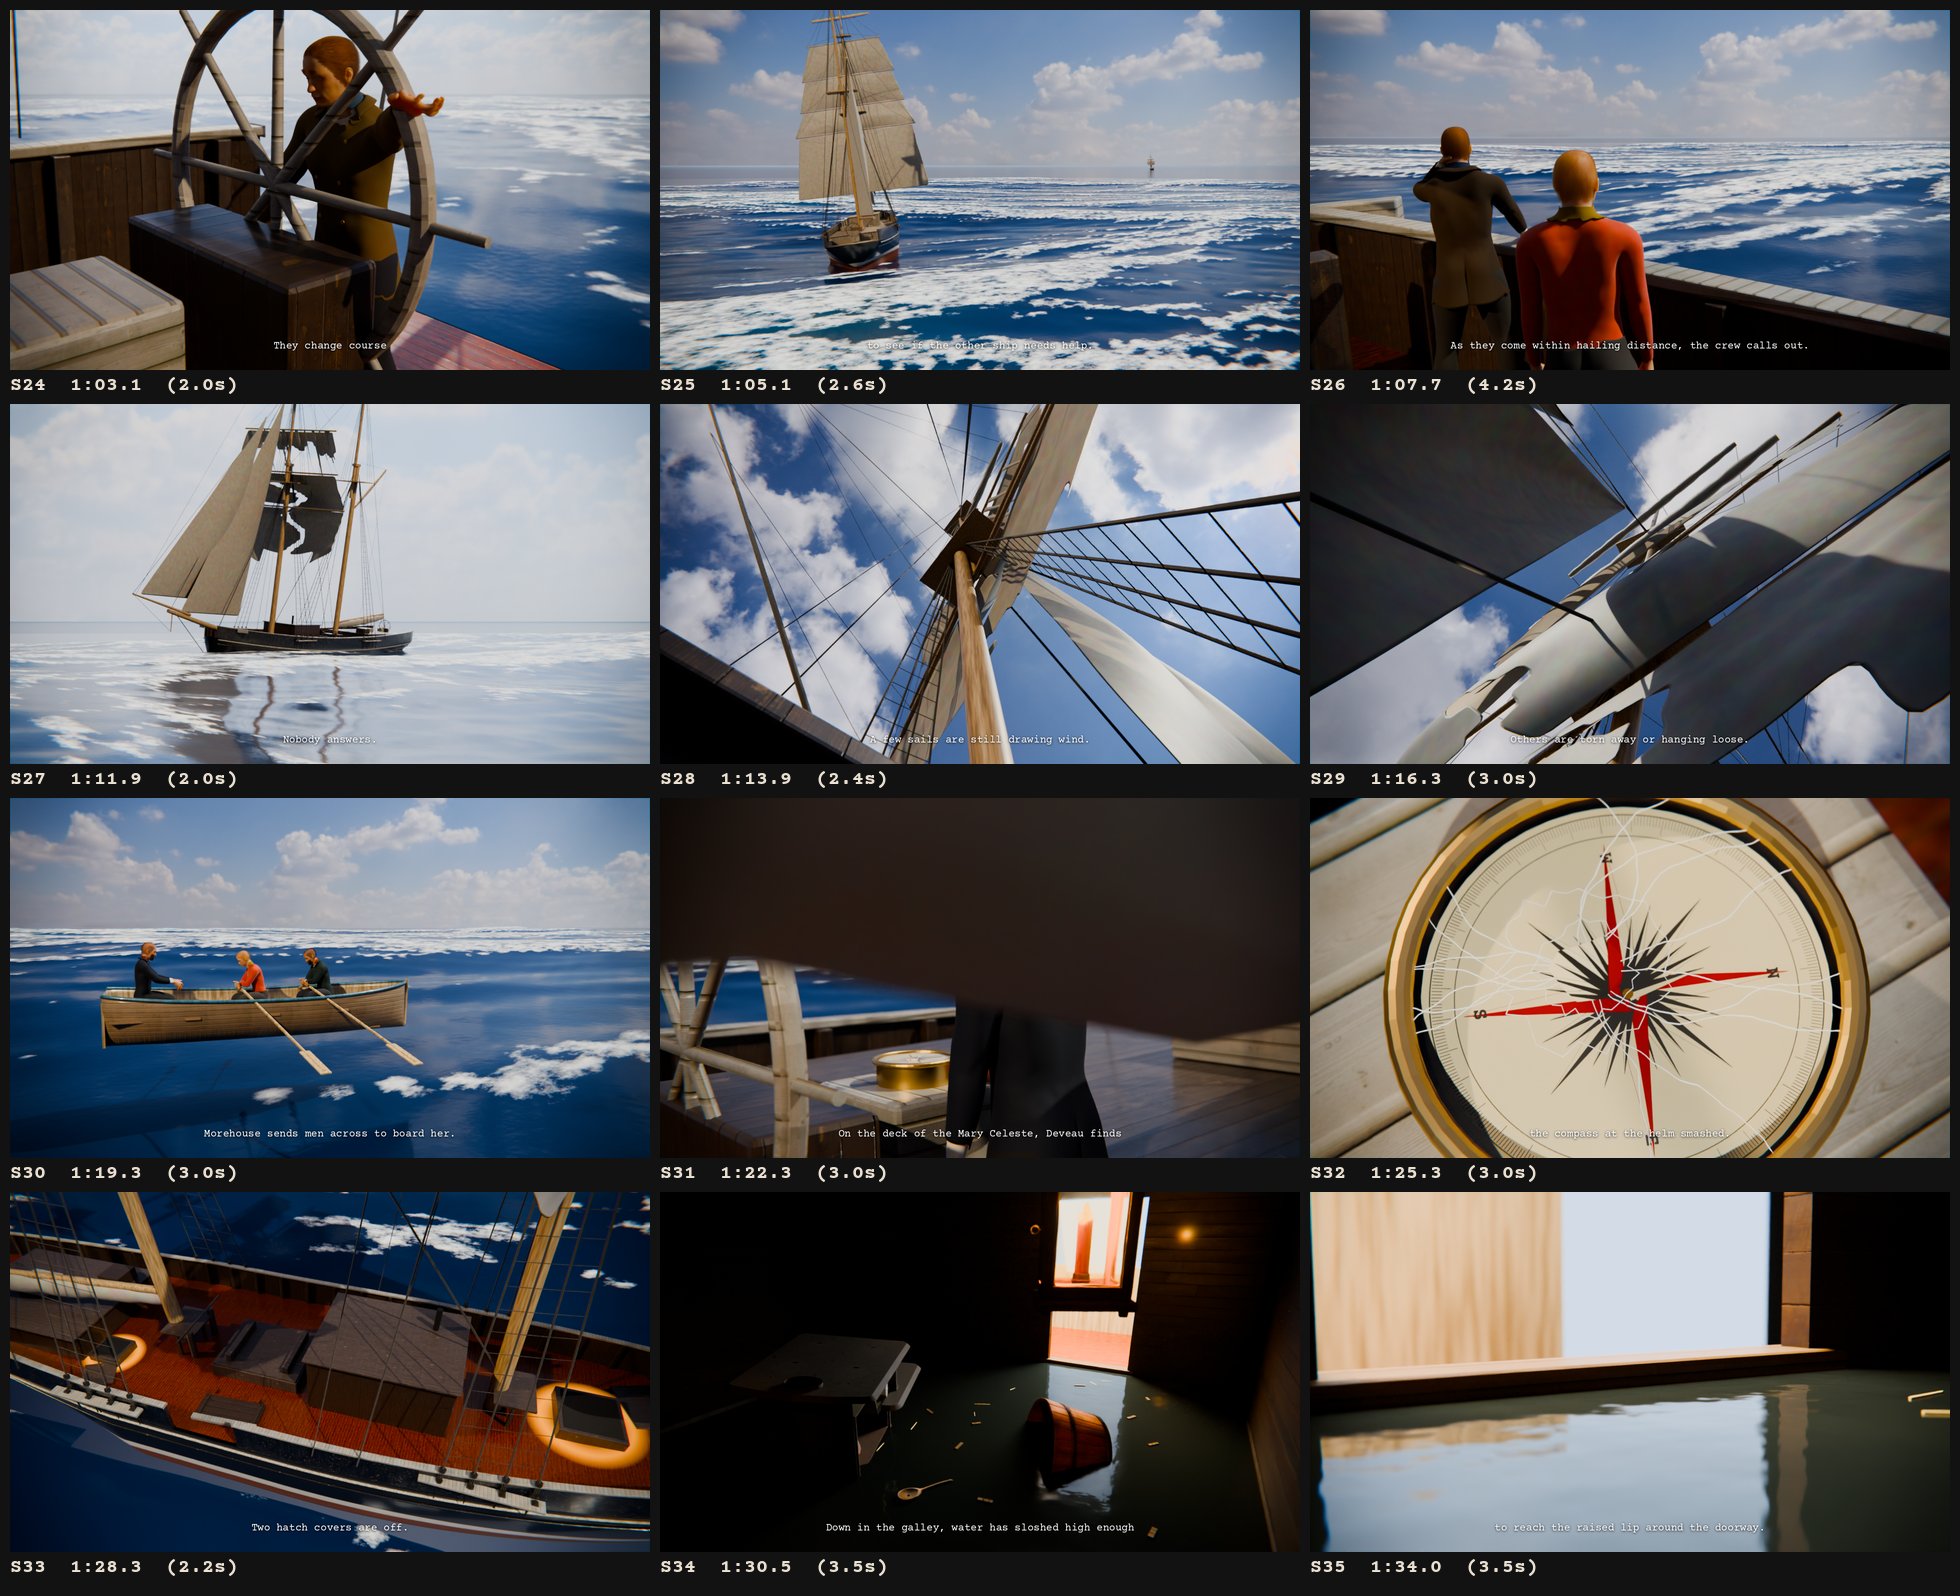 They change course
to see if the other ship needs help.
As they come within hailing distance, the crew calls out.
S24 1:03.1 (2.0s)
S25 1:05.1 (2.6s)
S26 1:07.7 (4.2s)
Nobody answers.
A few sails are still drawing wind.
Others are torn away or hanging loose.
S27 1:11.9 (2.0s)
S28 1:13.9 (2.4s)
S29 1:16.3 (3.0s)
N
S
E
Morehouse sends men across to board her.
On the deck of the Mary Celeste, Deveau finds
the compass at the helm smashed.
S30 1:19.3 (3.0s)
S31 1:22.3 (3.0s)
S32 1:25.3 (3.0s)
Two hatch covers are off.
Down in the galley, water has sloshed high enough
to reach the raised lip around the doorway.
S33 1:28.3 (2.2s)
S34 1:30.5 (3.5s)
S35 1:34.0 (3.5s)